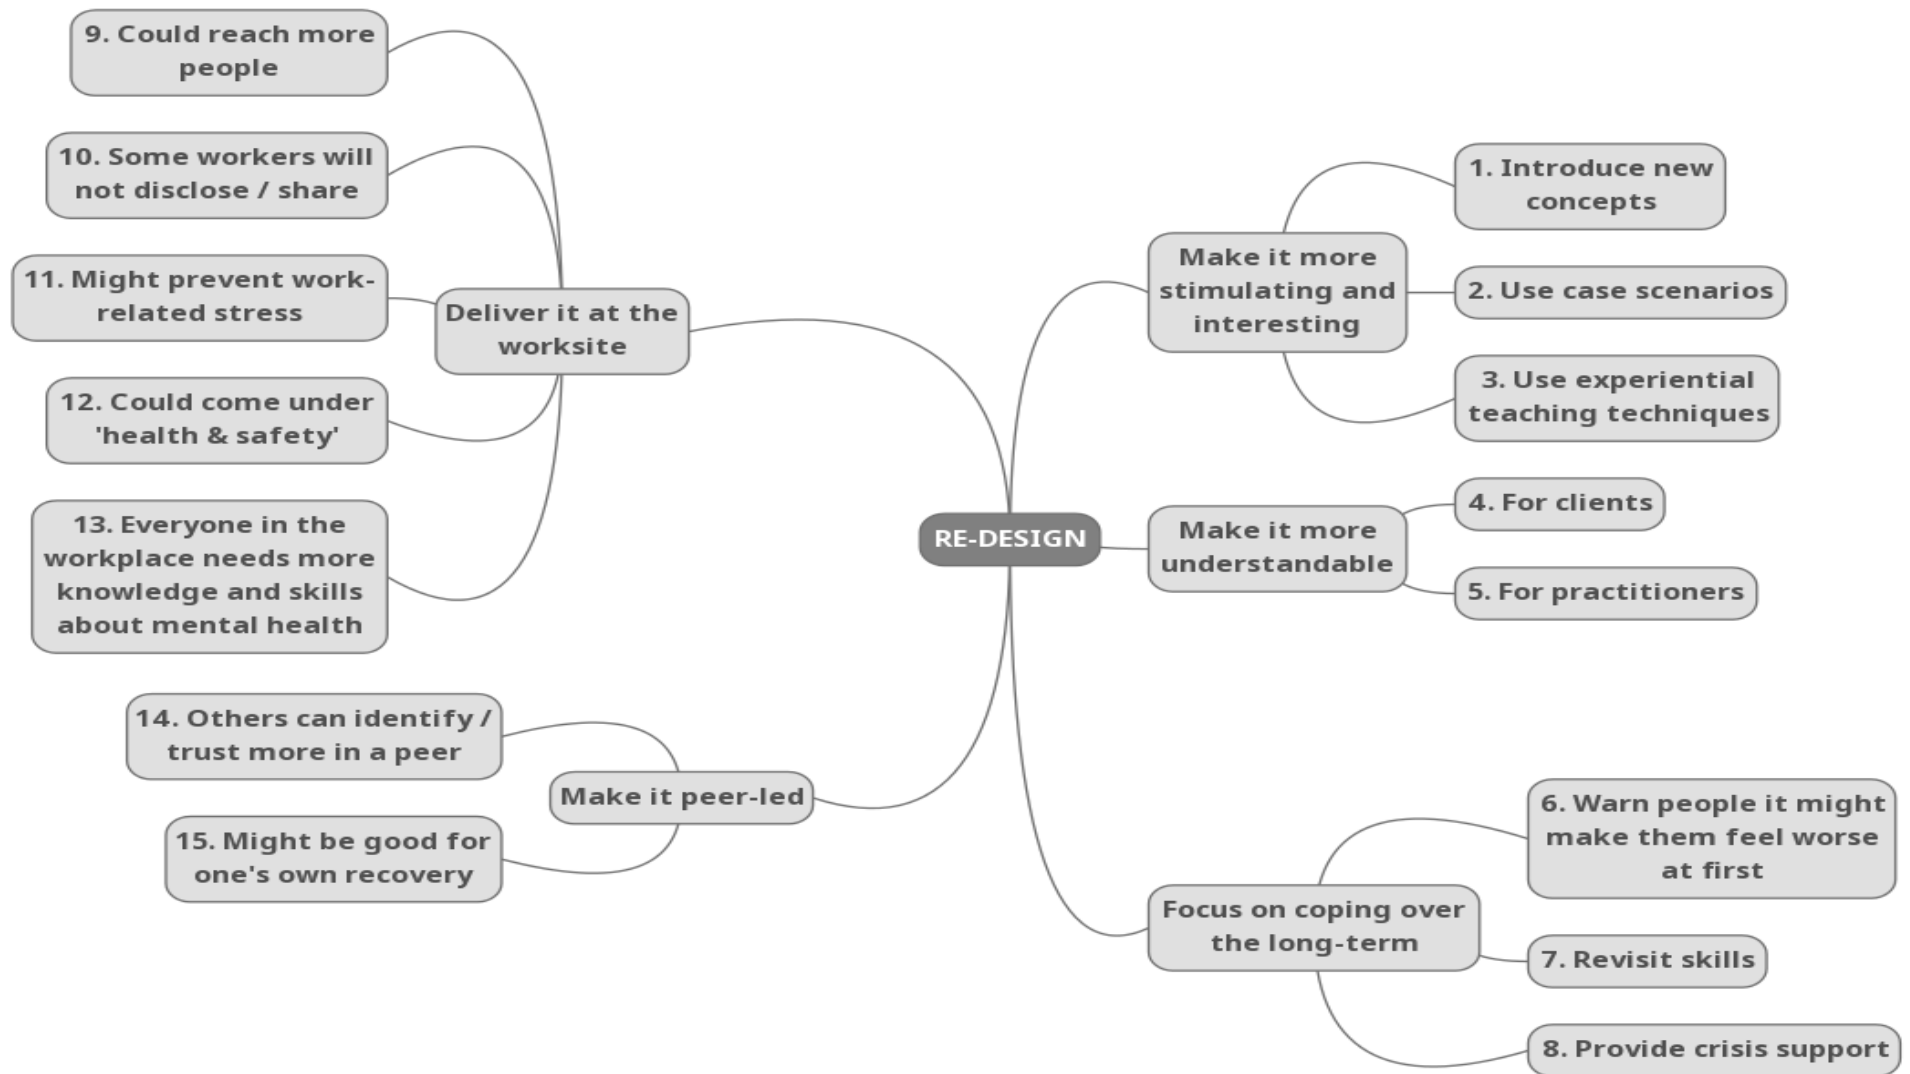 RE-DESIGN
Make it more
stimulating and
interesting
1. Introduce new
concepts
2. Use case scenarios
3. Use experiential
teaching techniques
Make it more
understandable
4. For clients
5. For practitioners
Focus on coping over
the long-term
6. Warn people it might
make them feel worse
at first
7. Revisit skills
8. Provide crisis support
Deliver it at the
worksite
9. Could reach more
people
10. Some workers will
not disclose / share
11. Might prevent work-
related stress
12. Could come under
'health & safety'
13. Everyone in the
workplace needs more
knowledge and skills
about mental health
Make it peer-led
14. Others can identify /
trust more in a peer
15. Might be good for
one's own recovery